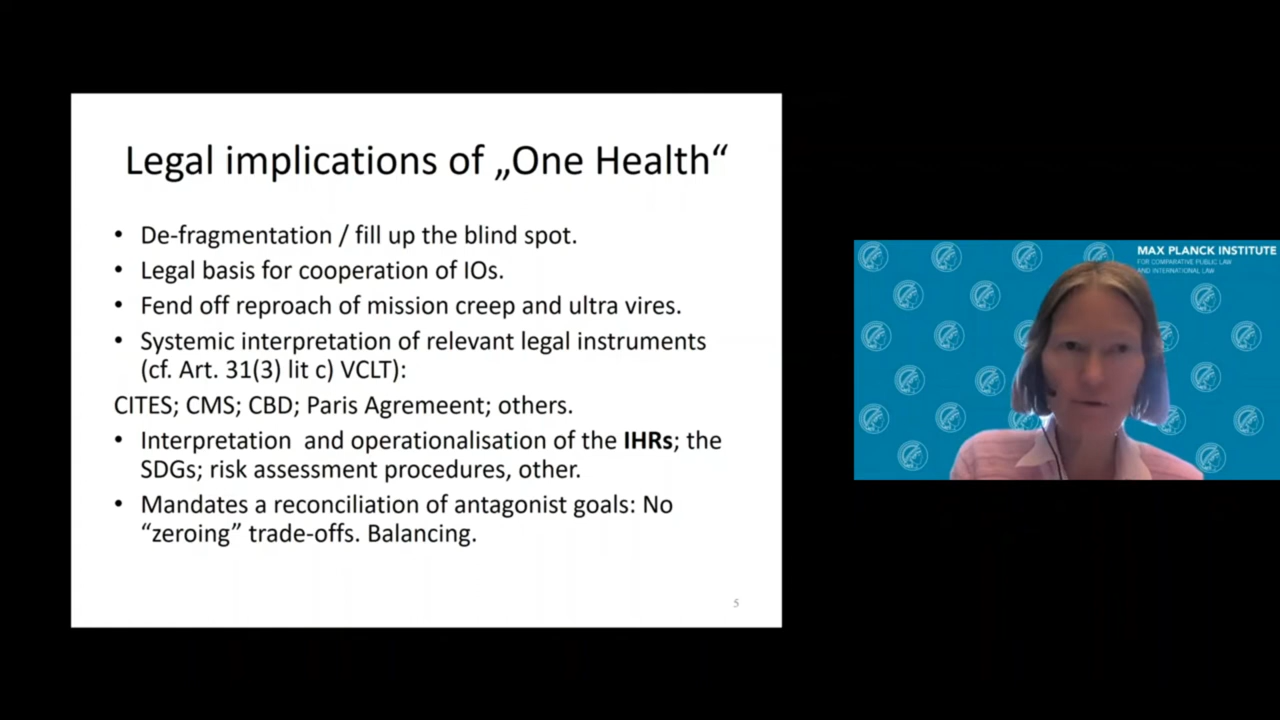 Legal implications of „One Health“
• De-fragmentation / fill up the blind spot.
• Legal basis for cooperation of IOs.
• Fend off reproach of mission creep and ultra vires.
• Systemic interpretation of relevant legal instruments
(cf. Art. 31(3) lit c) VCLT):
CITES; CMS; CBD; Paris Agremeent; others.
• Interpretation  and operationalisation of the IHRs; the
SDGs; risk assessment procedures, other.
• Mandates a reconciliation of antagonist goals: No
“zeroing” trade-offs. Balancing.
5
MAX PLANCK INSTITUTE
FOR COMPARATIVE PUBLIC LAW
AND INTERNATIONAL LAW